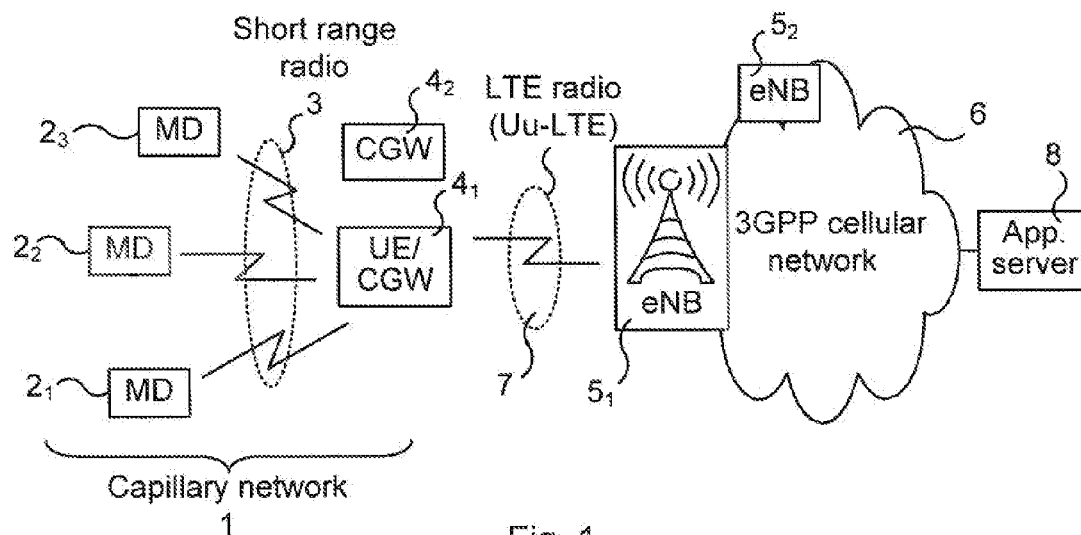 Short range
radio
3
2₃
MD
4₂
CGW
LTE radio
(Uu-LTE)
5₂
eNB
6
8
2₂
MD
4₁
UE/
CGW
3GPP cellular
network
App.
server
eNB
2₁
MD
7
5₁
Capillary network
1
Fig. 1